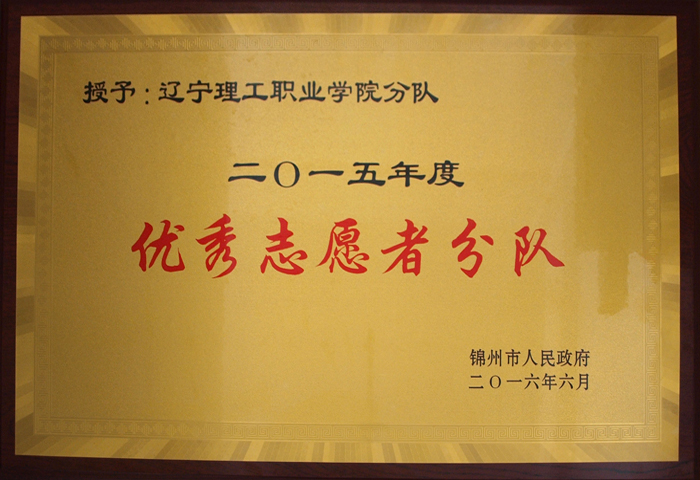 授予:辽宁理工职业学院分队
二〇一五年度
优秀志愿者分队
锦州市人民政府
二〇一六年六月